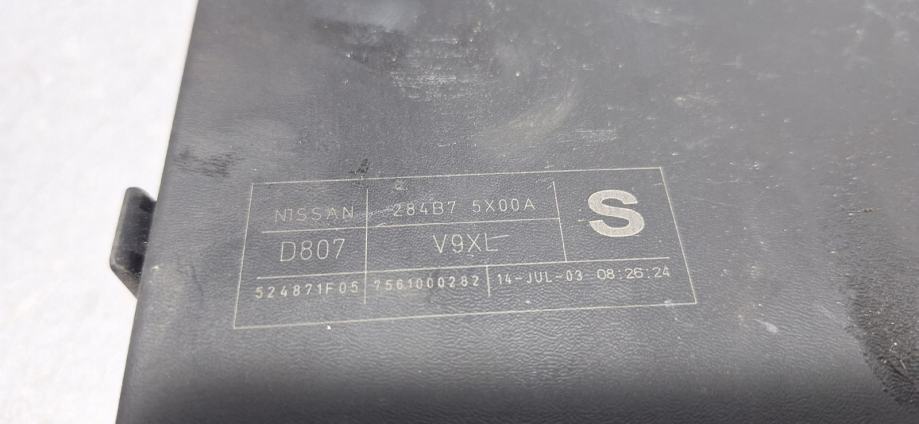 NISSAN 284B7 5X00A S
D807 V9XL
524871F05 7561000282 14-JUL-03 08:26:24